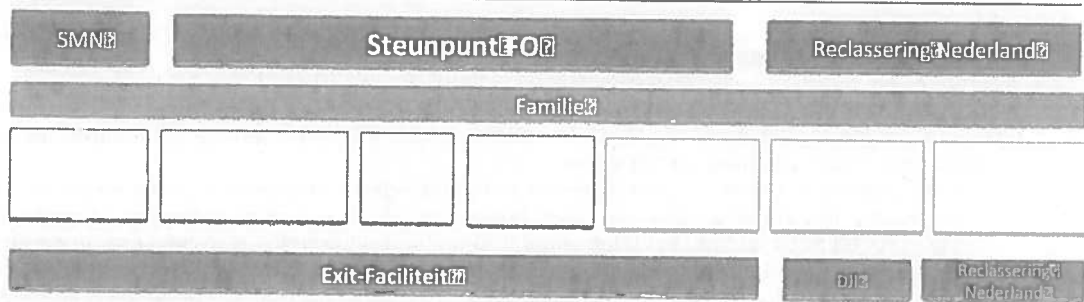 SMN
Steunpunt FO
Reclassering Nederland
Familie
Exit-Faciliteit
DJI
Reclassering
Nederland